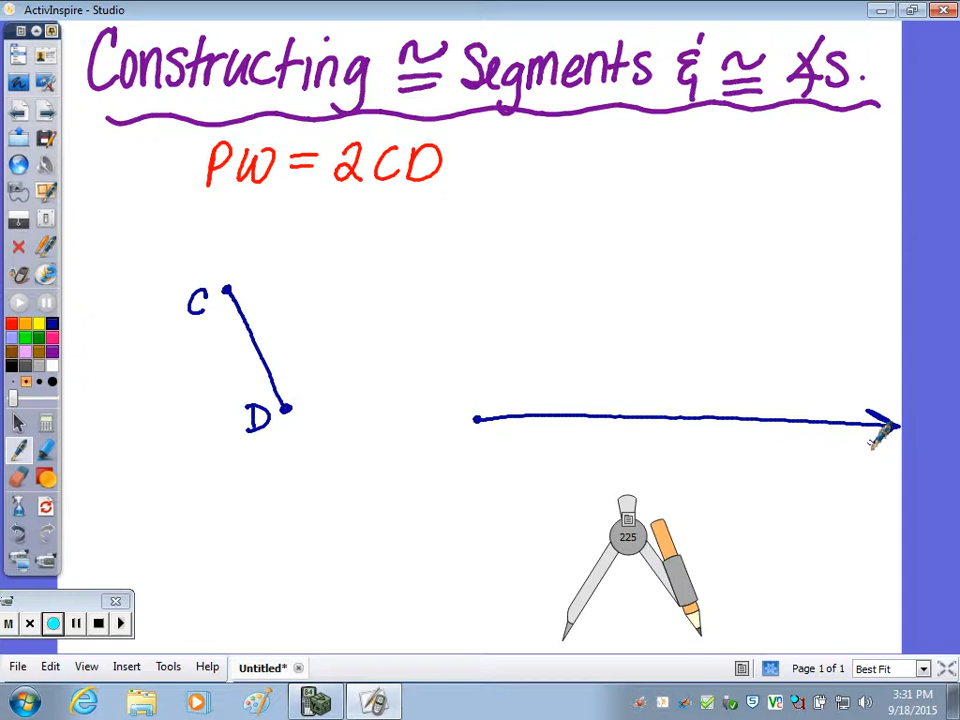 ActivInspire - Studio
Constructing ≅ Segments & ≅ ∡s.
PW = 2CD
C
D
225
M
File Edit View Insert Tools Help Untitled* Page 1 of 1 Best Fit
3:31 PM
9/18/2015